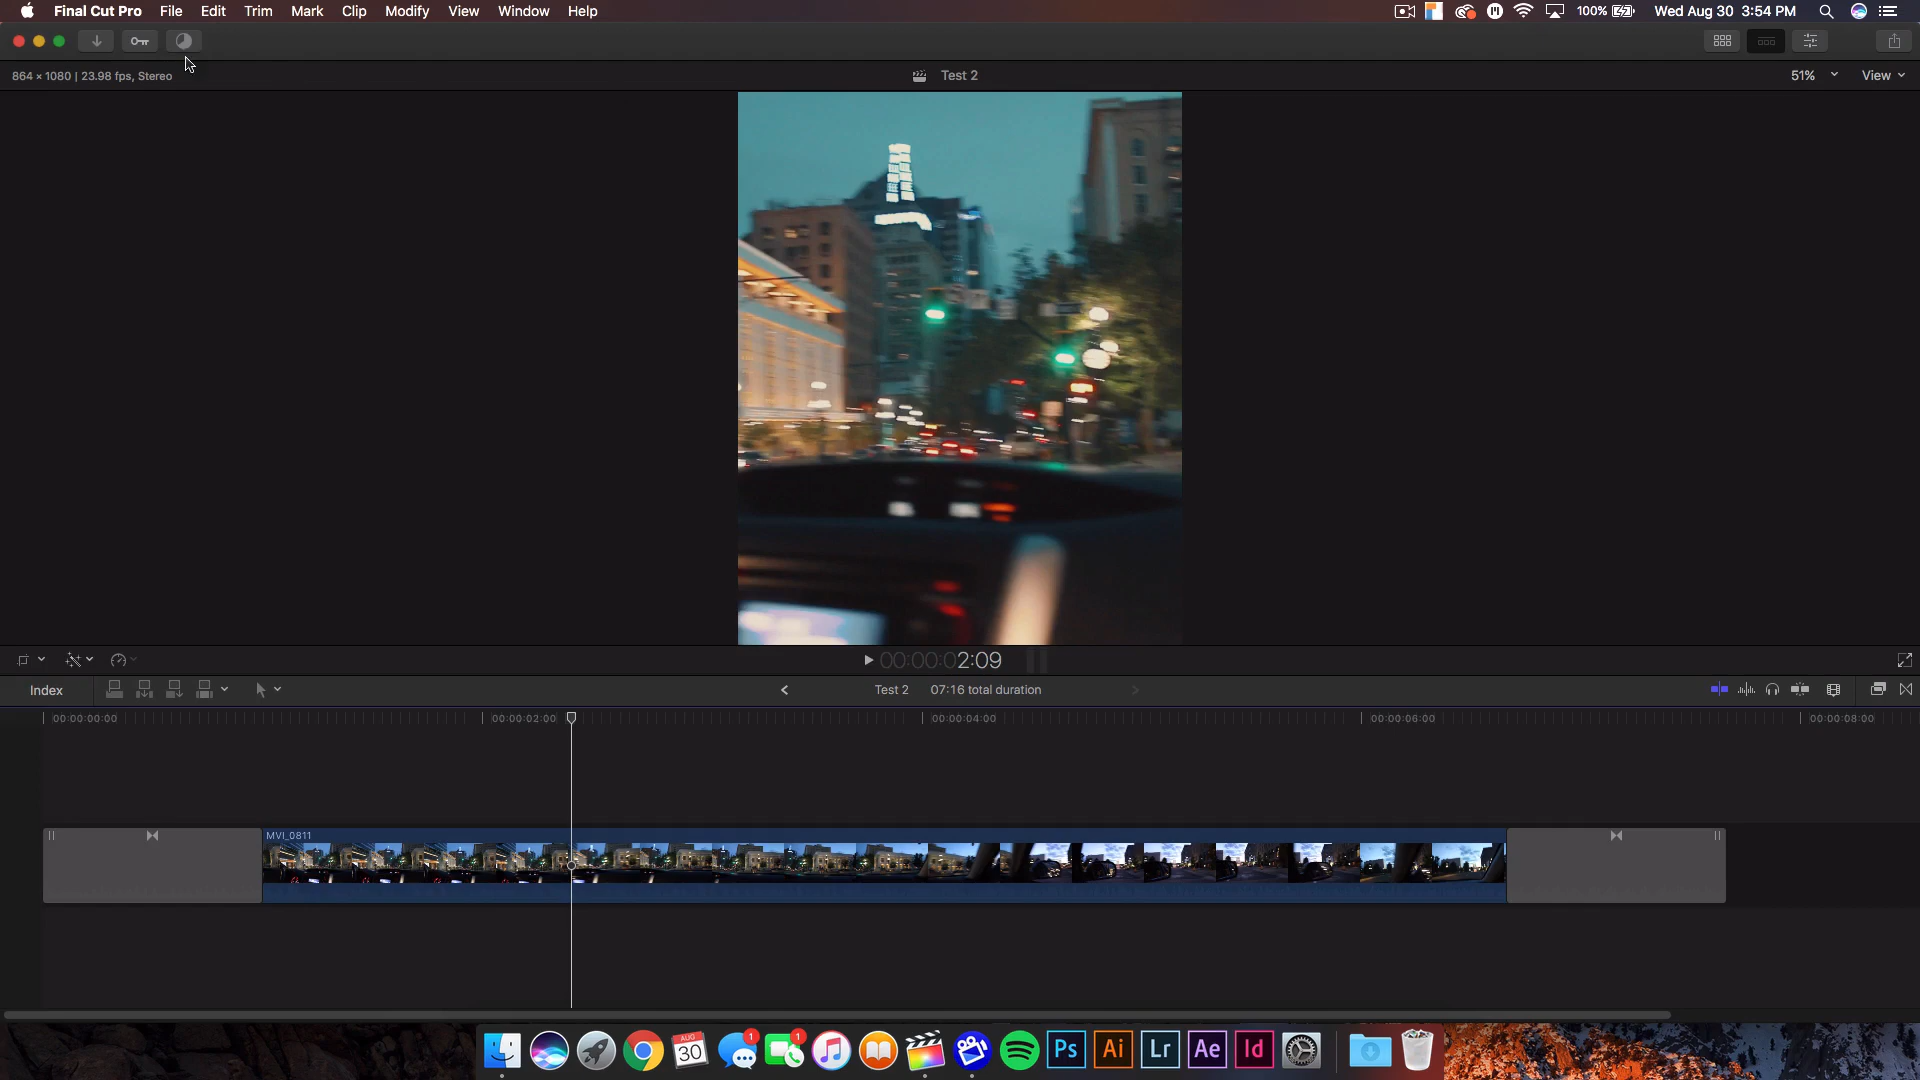 Final Cut Pro File Edit Trim Mark Clip Modify View Window Help 100% Wed Aug 30 3:54 PM
864 × 1080 | 23.98 fps, Stereo Test 2 51% View
00:00:02:09
Index Test 2 07:16 total duration
00:00:00:00 00:00:02:00 00:00:04:00 00:00:06:00 00:00:08:00
MVI_0811
AUG 30 1 1 Ps Ai Lr Ae Id